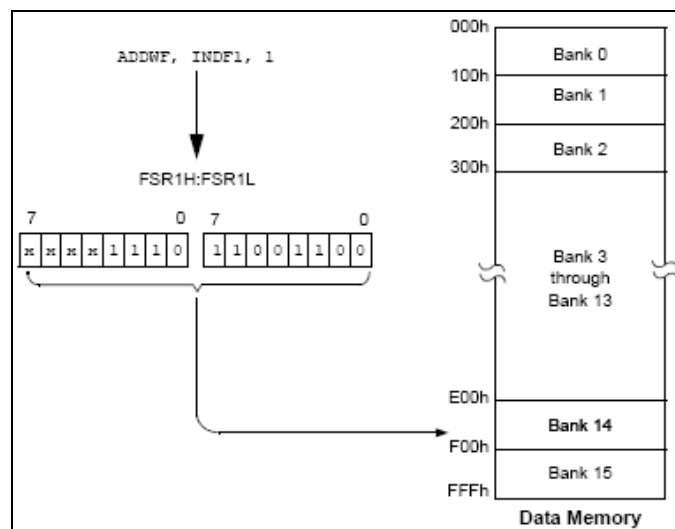 ADDWF, INDF1, 1
FSR1H:FSR1L
7 0 7 0
x x x x 1 1 1 0 1 1 0 0 1 1 0 0
000h
Bank 0
100h
Bank 1
200h
Bank 2
300h
Bank 3
through
Bank 13
E00h
Bank 14
F00h
Bank 15
FFFh
Data Memory